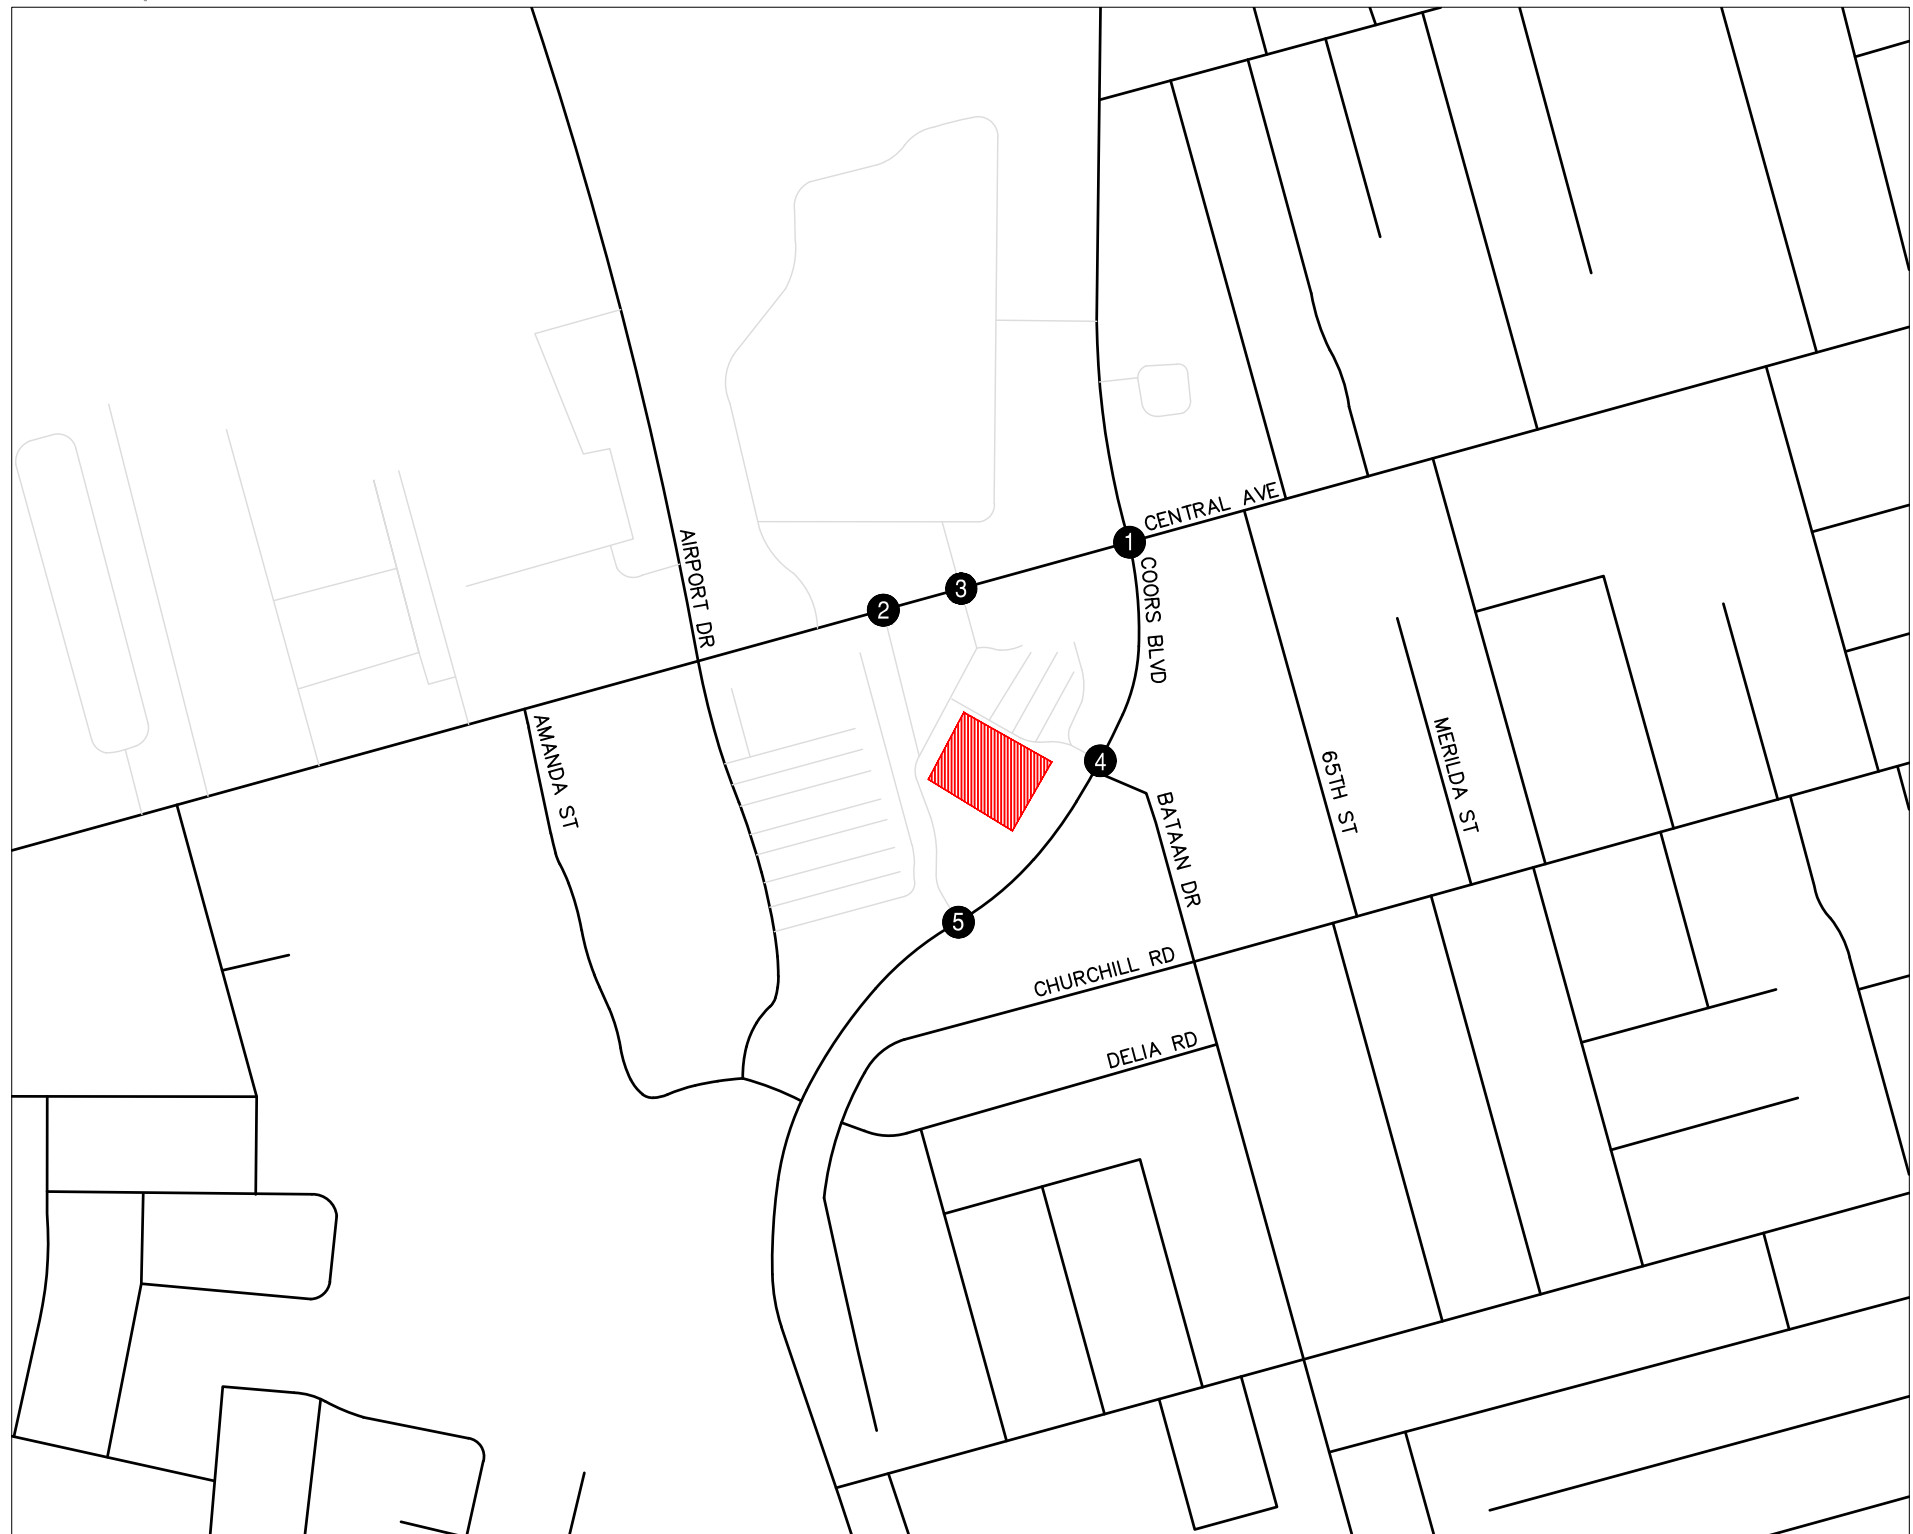 CENTRAL AVE
1
AIRPORT DR
COORS BLVD
3
2
AMANDA ST
MERILDA ST
65TH ST
4
BATAAN DR
5
CHURCHILL RD
DELIA RD